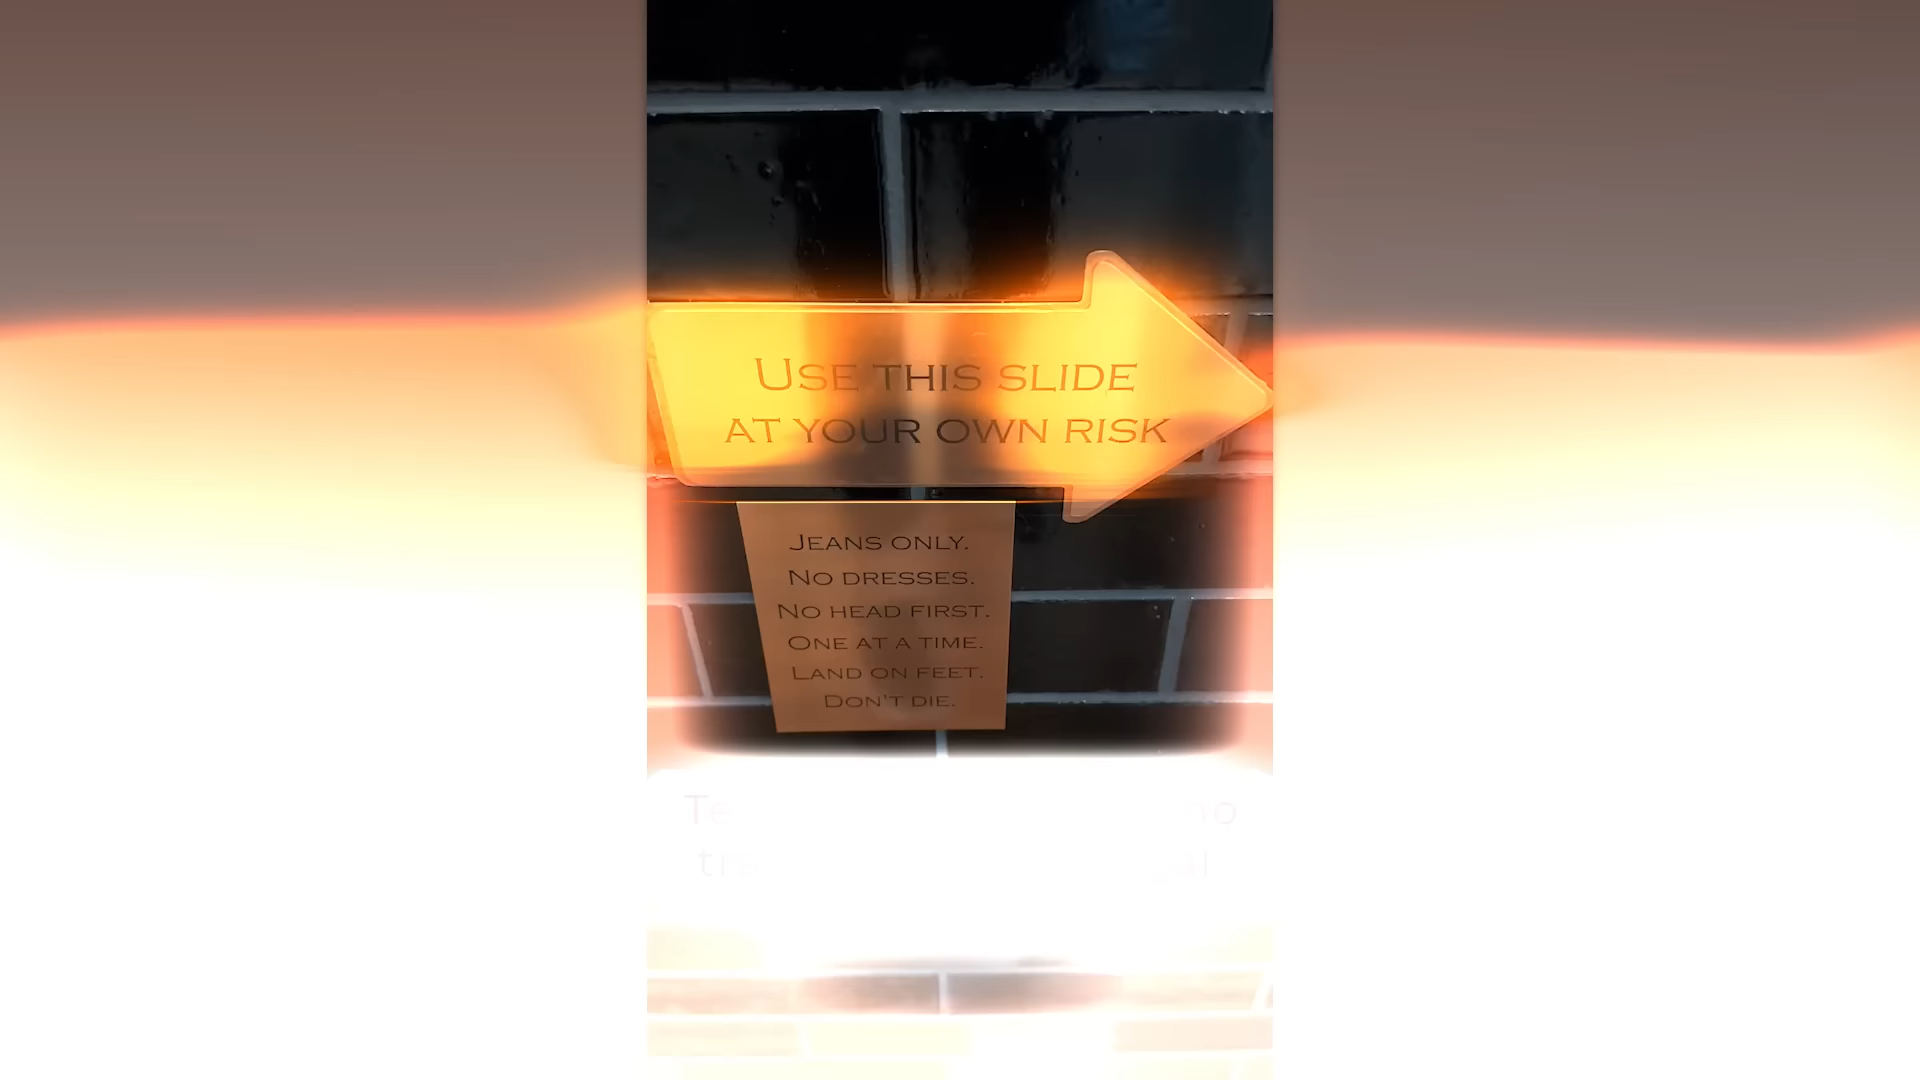 USE THIS SLIDE
AT YOUR OWN RISK
JEANS ONLY.
NO DRESSES.
NO HEAD FIRST.
ONE AT A TIME.
LAND ON FEET.
DON'T DIE.